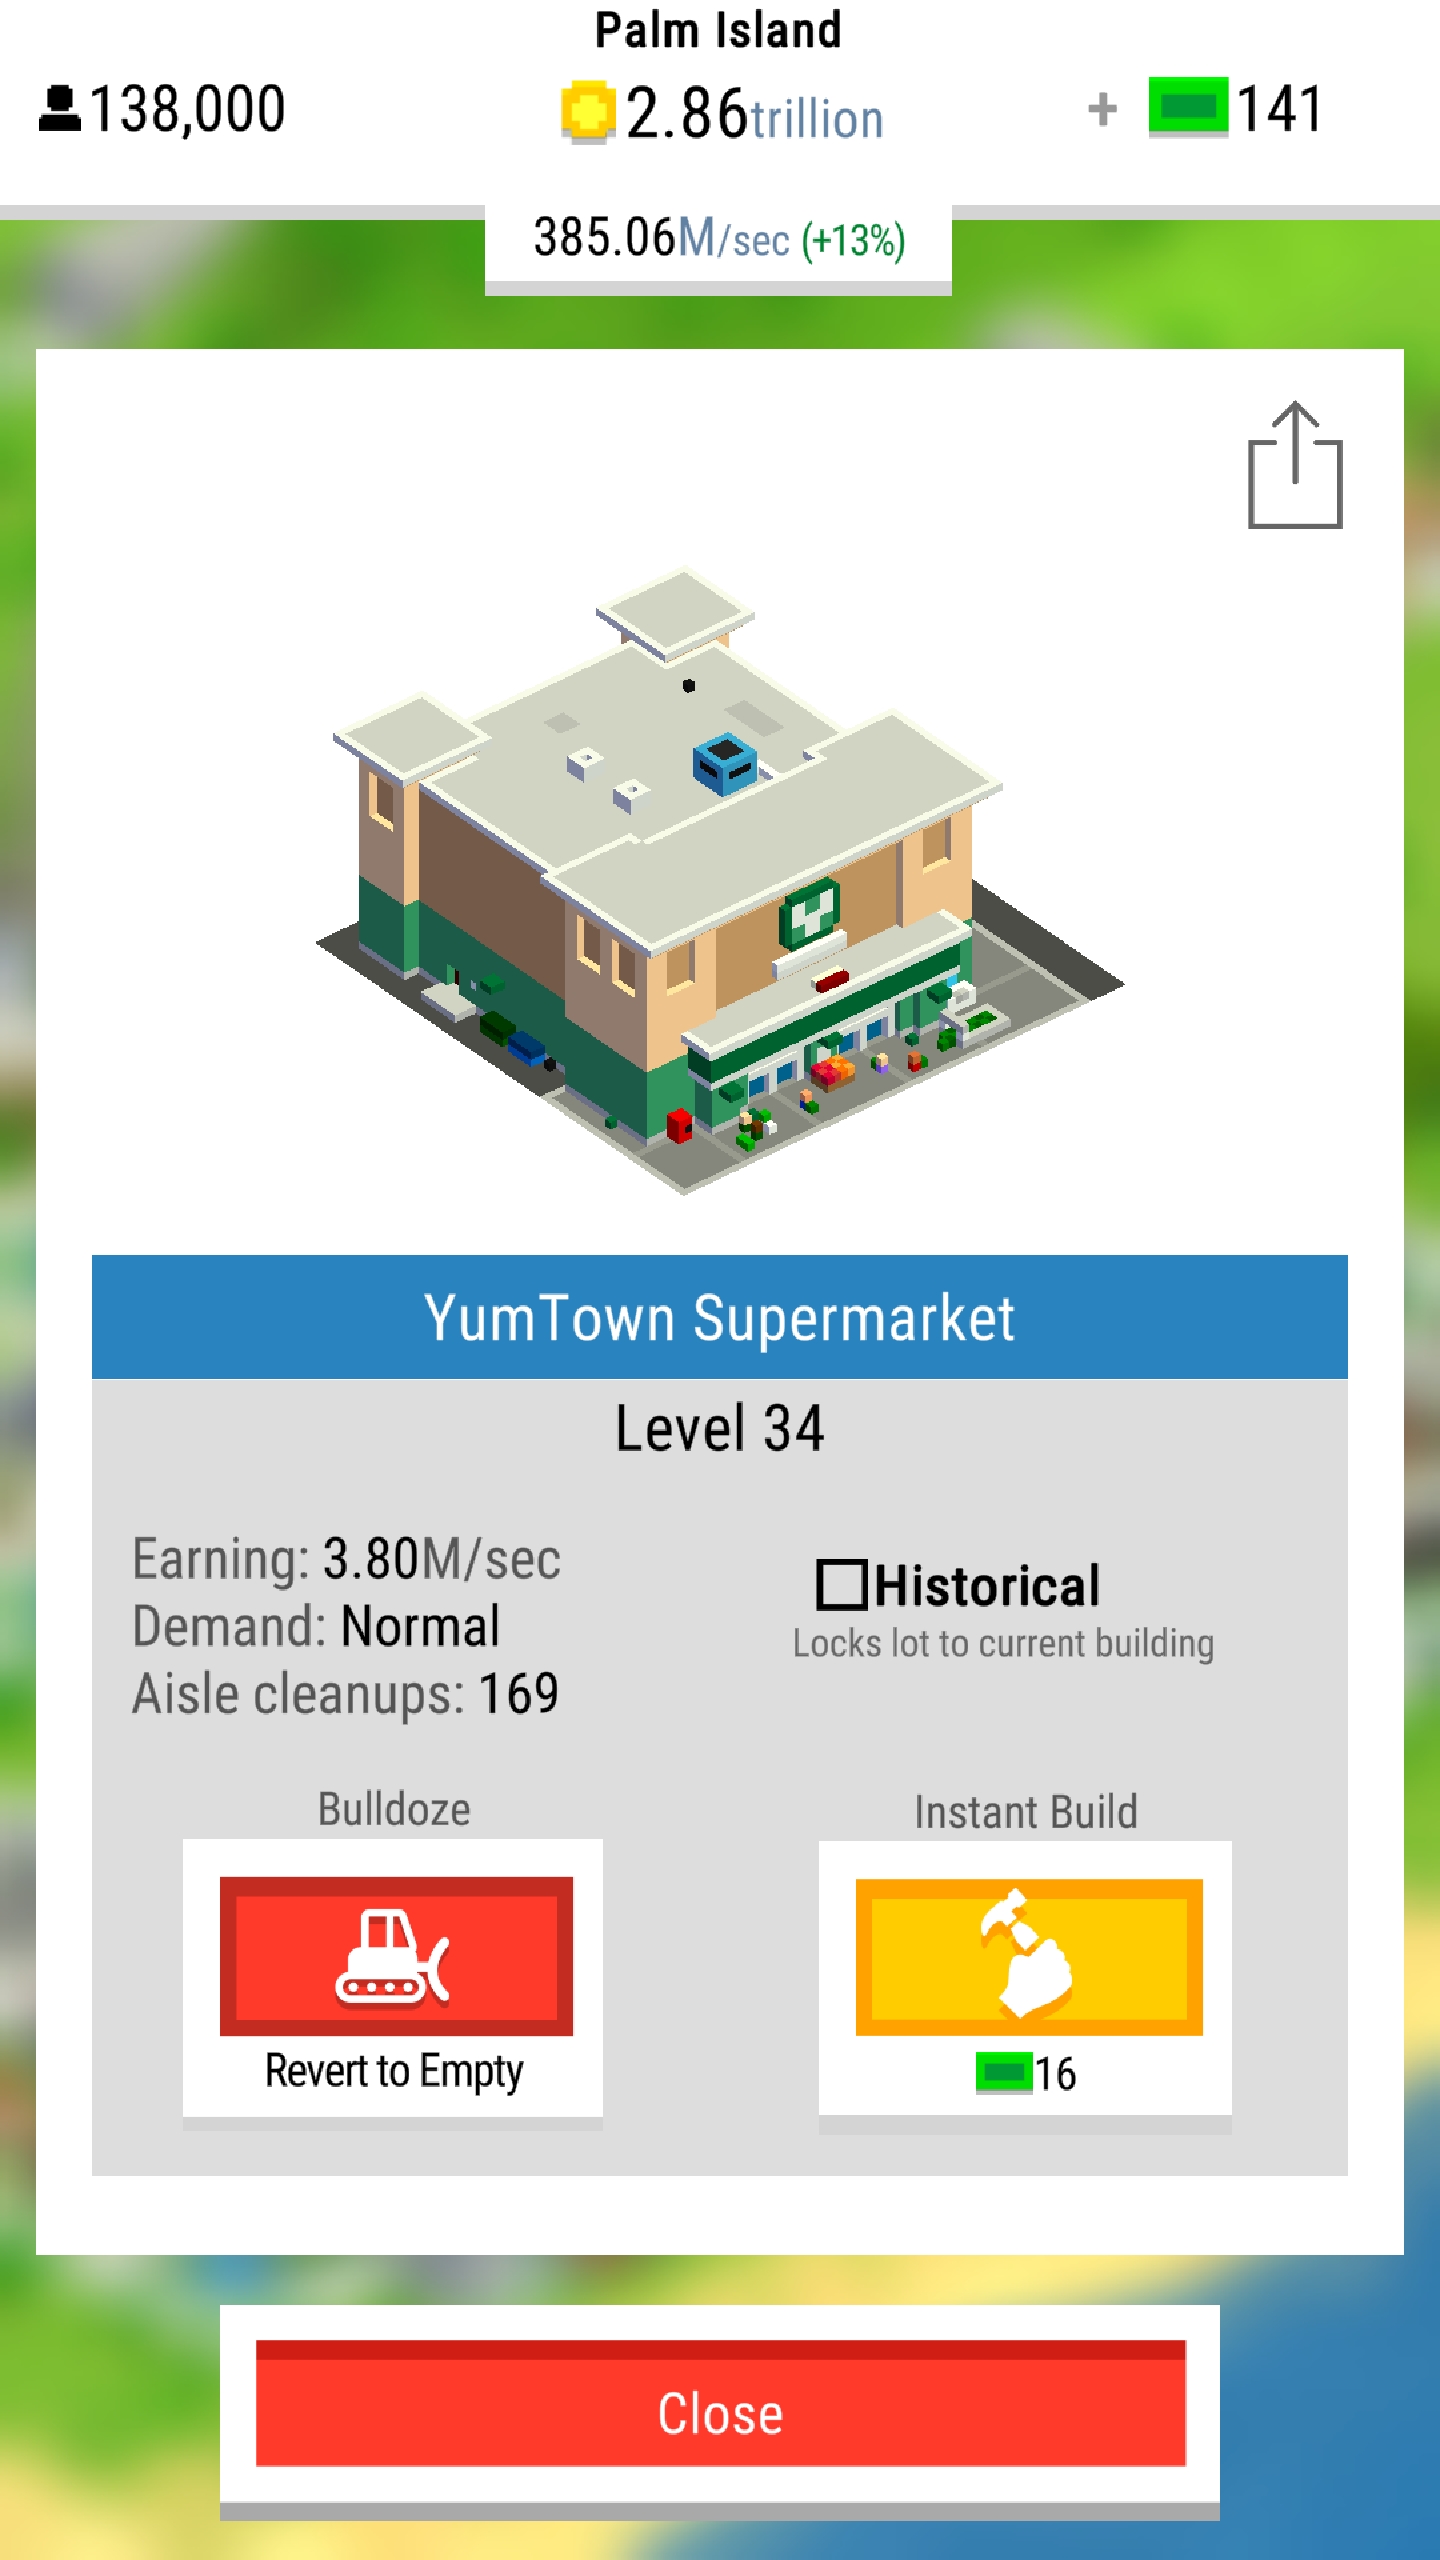 Palm Island
138,000
2.86trillion
+ 141
385.06M/sec (+13%)
YumTown Supermarket
Level 34
Earning: 3.80M/sec
Demand: Normal
Aisle cleanups: 169
Historical
Locks lot to current building
Bulldoze
Revert to Empty
Instant Build
16
Close